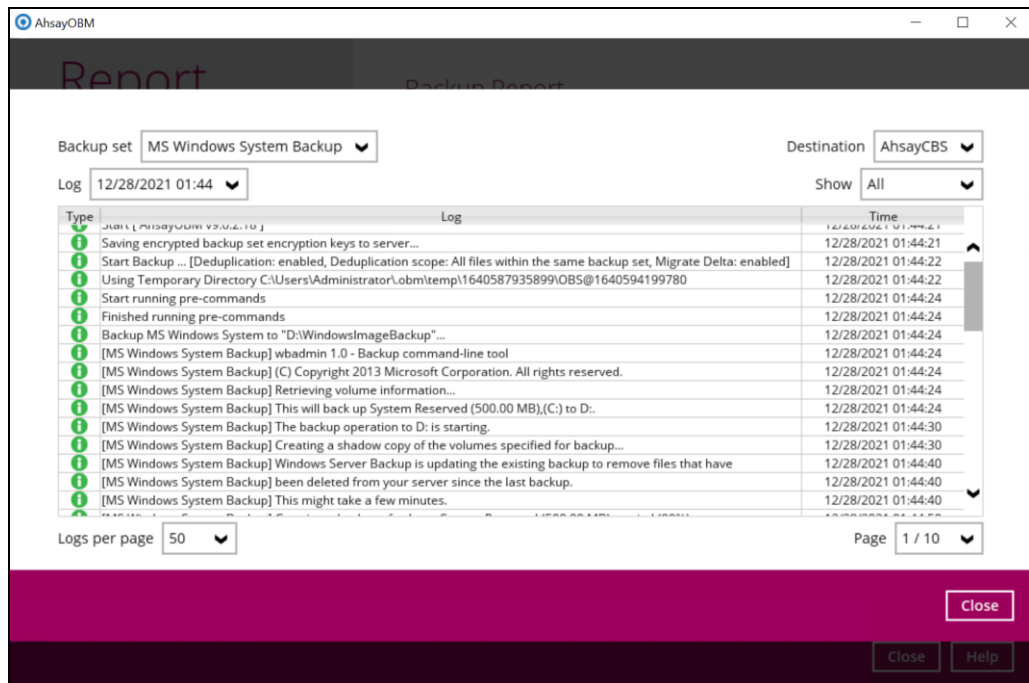 AhsayOBM
Report
Backup Report
Backup set MS Windows System Backup Destination AhsayCBS
Log 12/28/2021 01:44 Show All
Type Log Time
Start [ AhsayOBM v9.0.2.18 ] 12/28/2021 01:44:21
Saving encrypted backup set encryption keys to server... 12/28/2021 01:44:21
Start Backup ... [Deduplication: enabled, Deduplication scope: All files within the same backup set, Migrate Delta: enabled] 12/28/2021 01:44:22
Using Temporary Directory C:\Users\Administrator\.obm\temp\1640587935899\OBS@1640594199780 12/28/2021 01:44:22
Start running pre-commands 12/28/2021 01:44:24
Finished running pre-commands 12/28/2021 01:44:24
Backup MS Windows System to "D:\WindowsImageBackup"... 12/28/2021 01:44:24
[MS Windows System Backup] wbadmin 1.0 - Backup command-line tool 12/28/2021 01:44:24
[MS Windows System Backup] (C) Copyright 2013 Microsoft Corporation. All rights reserved. 12/28/2021 01:44:24
[MS Windows System Backup] Retrieving volume information... 12/28/2021 01:44:24
[MS Windows System Backup] This will back up System Reserved (500.00 MB),(C:) to D:. 12/28/2021 01:44:24
[MS Windows System Backup] The backup operation to D: is starting. 12/28/2021 01:44:30
[MS Windows System Backup] Creating a shadow copy of the volumes specified for backup... 12/28/2021 01:44:30
[MS Windows System Backup] Windows Server Backup is updating the existing backup to remove files that have 12/28/2021 01:44:40
[MS Windows System Backup] been deleted from your server since the last backup. 12/28/2021 01:44:40
[MS Windows System Backup] This might take a few minutes. 12/28/2021 01:44:40
Logs per page 50 Page 1 / 10
Close
Close Help